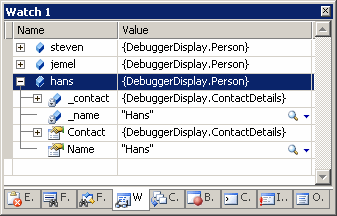 Watch 1
Name Value
steven {DebuggerDisplay.Person}
jemel {DebuggerDisplay.Person}
hans {DebuggerDisplay.Person}
_contact {DebuggerDisplay.ContactDetails}
_name "Hans"
Contact {DebuggerDisplay.ContactDetails}
Name "Hans"
E.. F.. F.. W C.. B.. C.. I.. O..